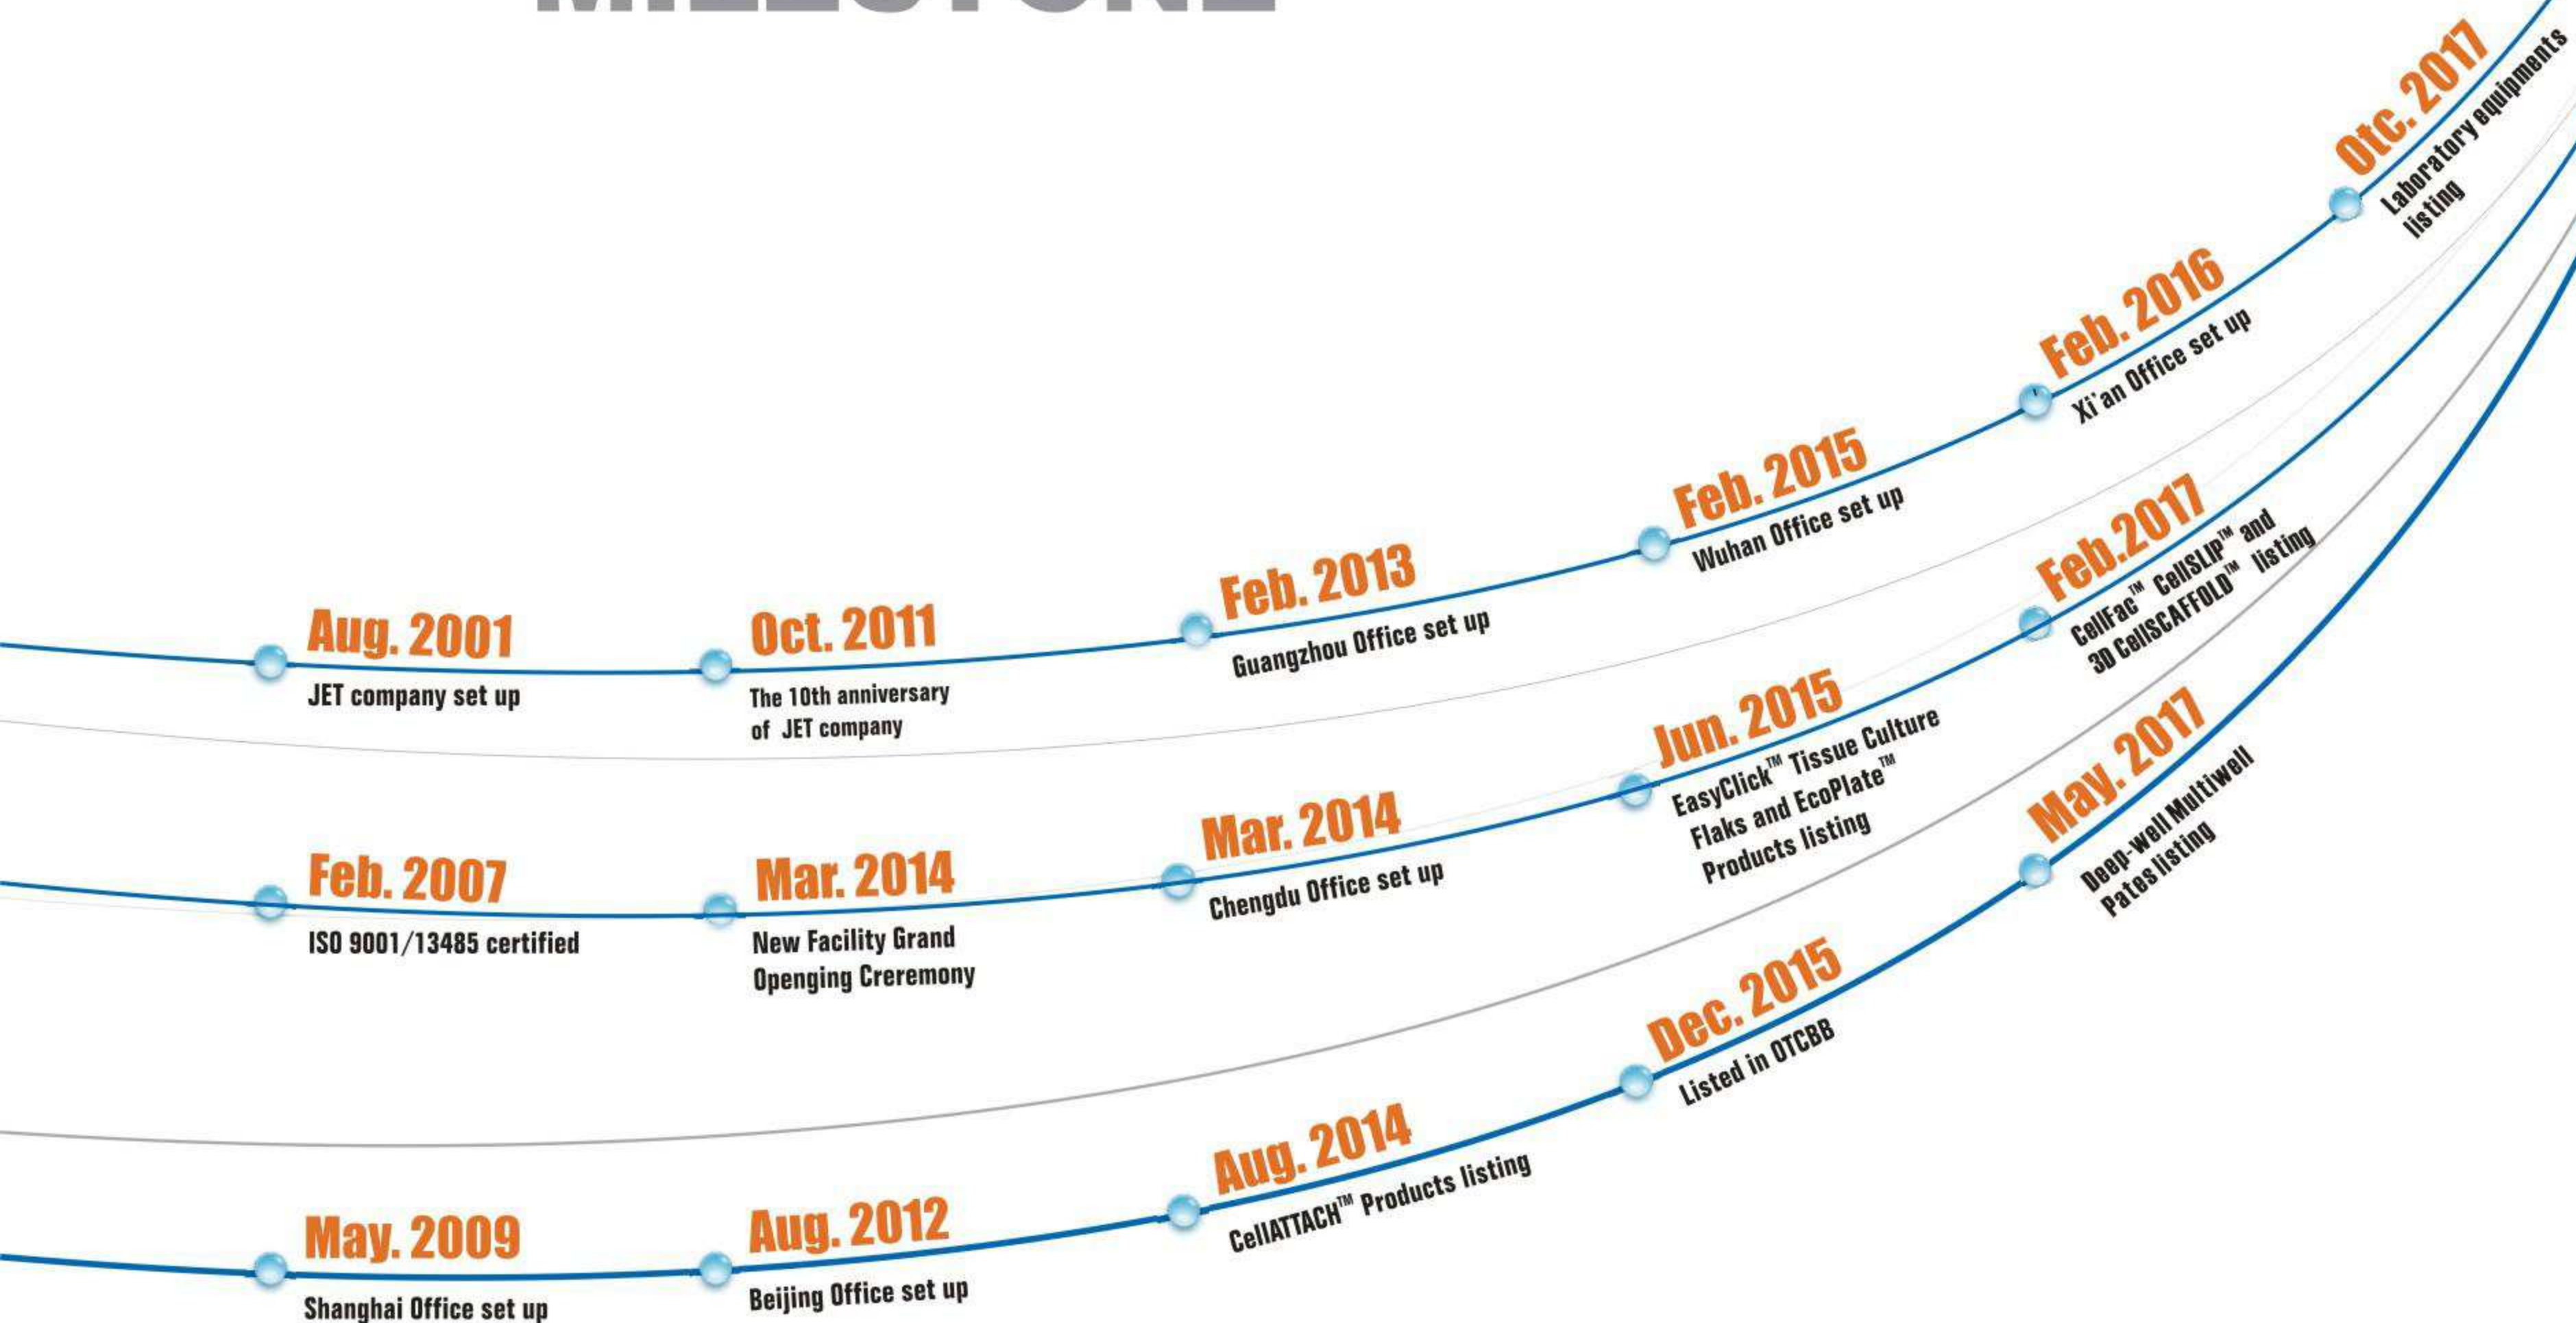 MILESTONE
Aug. 2001
JET company set up
Oct. 2011
The 10th anniversary
of JET company
Feb. 2013
Guangzhou Office set up
Feb. 2015
Wuhan Office set up
Feb. 2016
Xi'an Office set up
Otc. 2017
Laboratory equipments
listing
Feb. 2007
ISO 9001/13485 certified
Mar. 2014
New Facility Grand
Openging Creremony
Mar. 2014
Chengdu Office set up
Jun. 2015
EasyClick™ Tissue Culture
Flaks and EcoPlate™
Products listing
Feb.2017
CellFac™ CellSLIP™ and
3D CellSCAFFOLD™ listing
May. 2009
Shanghai Office set up
Aug. 2012
Beijing Office set up
Aug. 2014
CellATTACH™ Products listing
Dec. 2015
Listed in OTCBB
May. 2017
Deep-well Multiwell
Pates listing